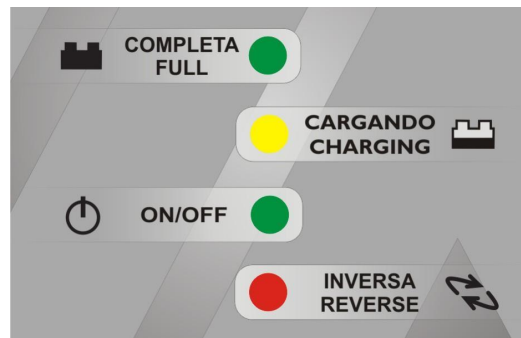 COMPLETA
FULL
CARGANDO
CHARGING
ON/OFF
INVERSA
REVERSE